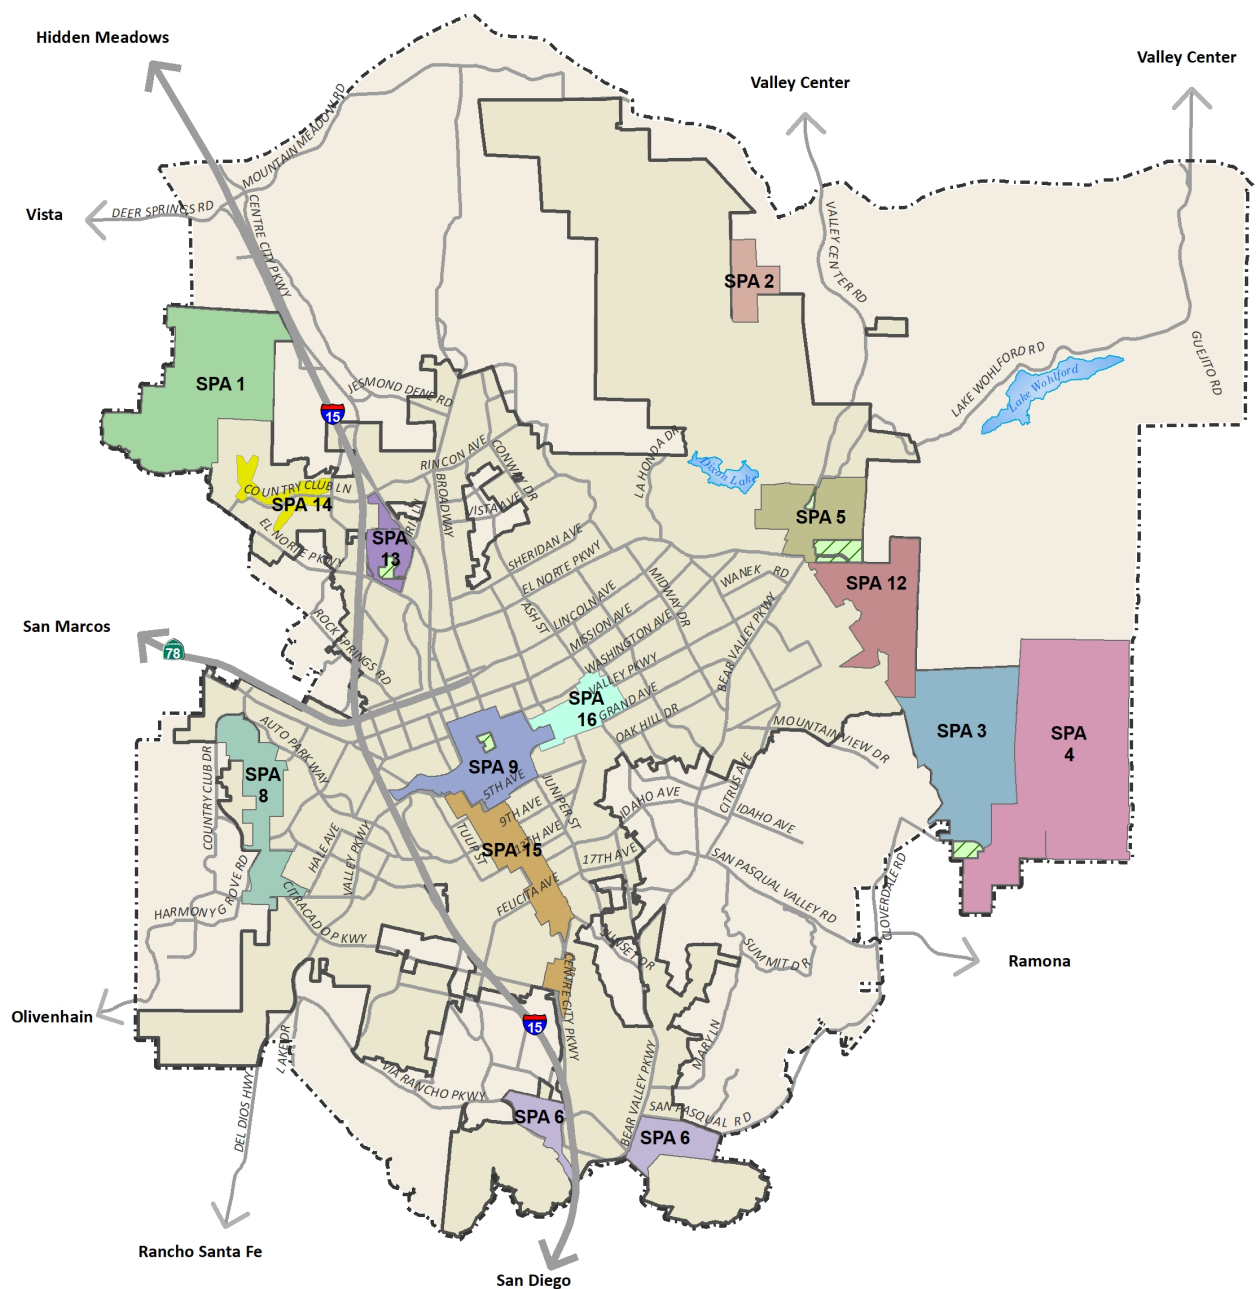 Hidden Meadows
Valley Center
Valley Center
MOUNTAIN MEADOW RD
Vista
DEER SPRINGS RD
CENTRE CITY PKWY
VALLEY CENTER RD
SPA 2
LAKE WOHLFORD RD
GUEJITO RD
Lake Wohlford
SPA 1
JESMOND DENE RD
15
RINCON AVE
CONWAY DR
LA HONDA DR
Dixon Lake
COUNTRY CLUB LN
BROADWAY
VISTA AVE
SPA 14
SPA 5
EL NORTE PKWY
SPA
13
SHERIDAN AVE
EL NORTE PKWY
WANEK RD
SPA 12
MIDWAY DR
LINCOLN AVE
ASH ST
MISSION AVE
WASHINGTON AVE
BEAR VALLEY PKWY
ROCK SPRINGS RD
San Marcos
78
VALLEY PKWY
SPA
16
GRAND AVE
OAK HILL DR
AUTO PARK WAY
MOUNTAIN VIEW DR
SPA 3
SPA
4
COUNTRY CLUB DR
SPA
8
SPA 9
5TH AVE
JUNIPER ST
CITRUS AVE
IDAHO AVE
IDAHO AVE
9TH AVE
13TH AVE
TULIP ST
SPA 15
17TH AVE
HALE AVE
VALLEY PKWY
SAN PASQUAL VALLEY RD
CLOVERDALE RD
FELICITA AVE
HARMONY GROVE RD
CITRACADO PKWY
SUNSET DR
SUMMIT DR
Ramona
CENTRE CITY PKWY
Olivenhain
15
LAKE DR
MARY LN
VIA RANCHO PKWY
BEAR VALLEY PKWY
SAN PASQUAL RD
SPA 6
SPA 6
DEL DIOS HWY
Rancho Santa Fe
San Diego